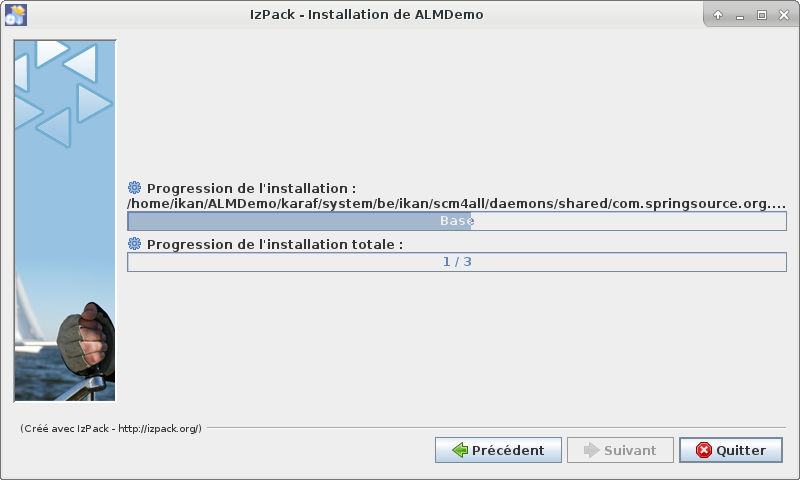 IzPack - Installation de ALMDemo
Progression de l'installation :
/home/ikan/ALMDemo/karaf/system/be/ikan/scm4all/daemons/shared/com.springsource.org....
Base
Progression de l'installation totale :
1 / 3
(Créé avec IzPack - http://izpack.org/)
Précédent
Suivant
Quitter